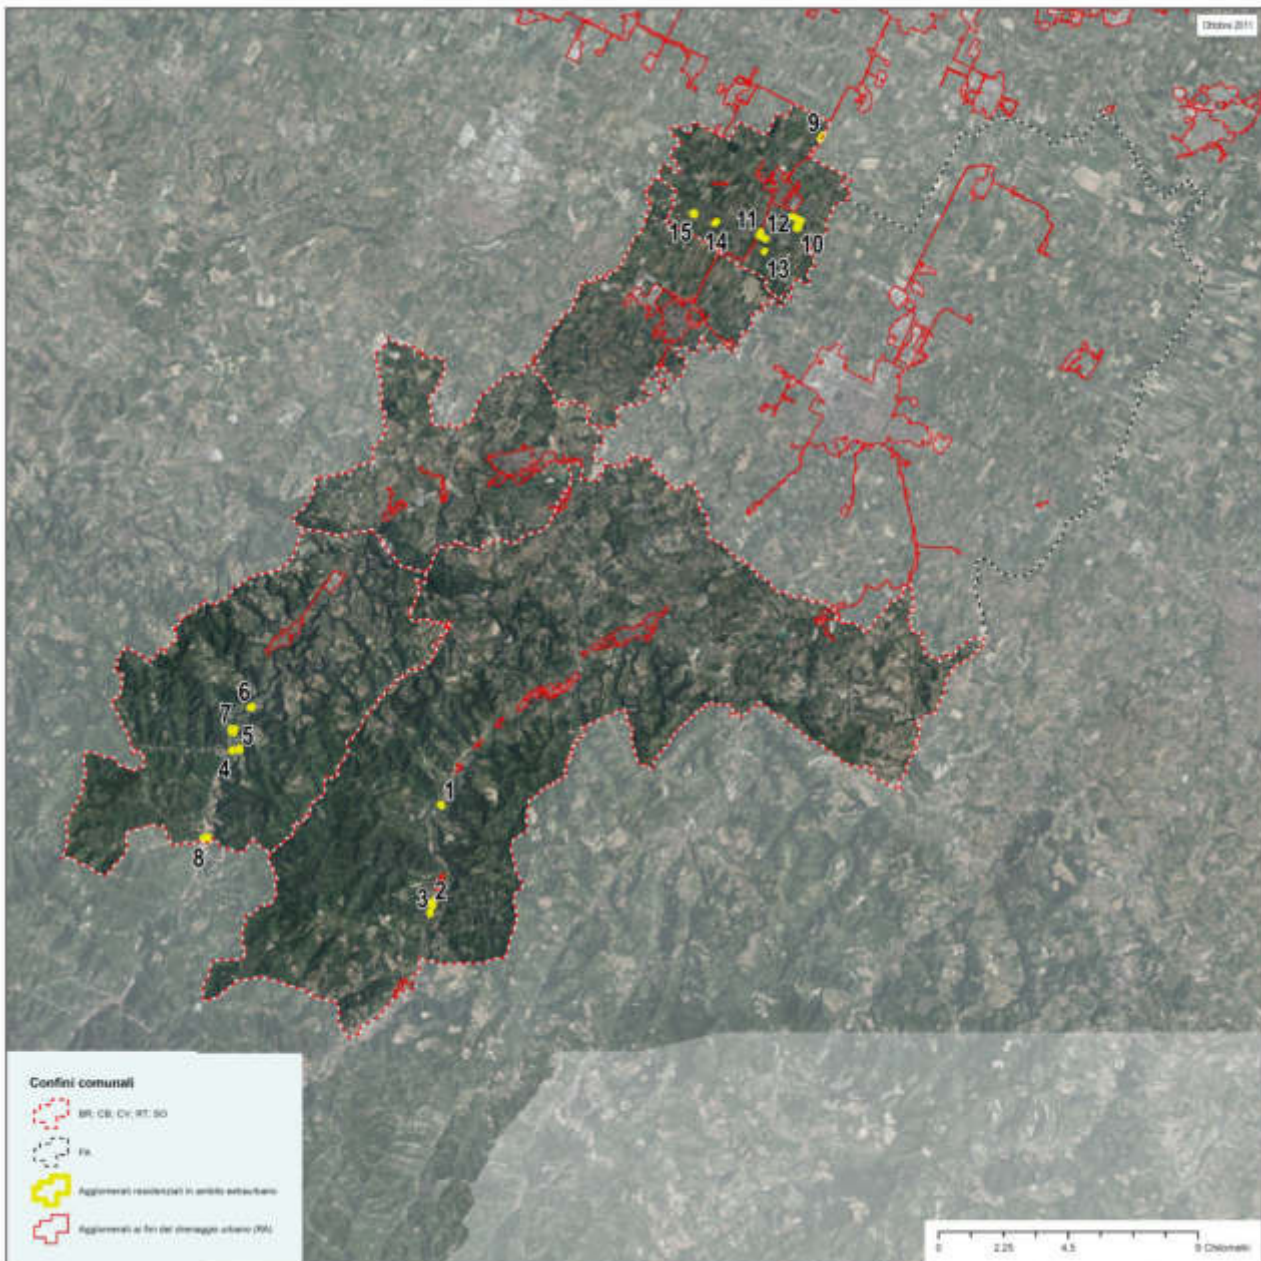 Ottobre 2011
9
11
12
15
14
10
13
6
7
5
4
1
8
3
2
Confini comunali
BR; CB; CV; RT; SO
FA
Agglomerati residenziali in ambito extraurbano
Agglomerati ai fini del drenaggio urbano (RA)
0 2.25 4.5 9 Chilometri